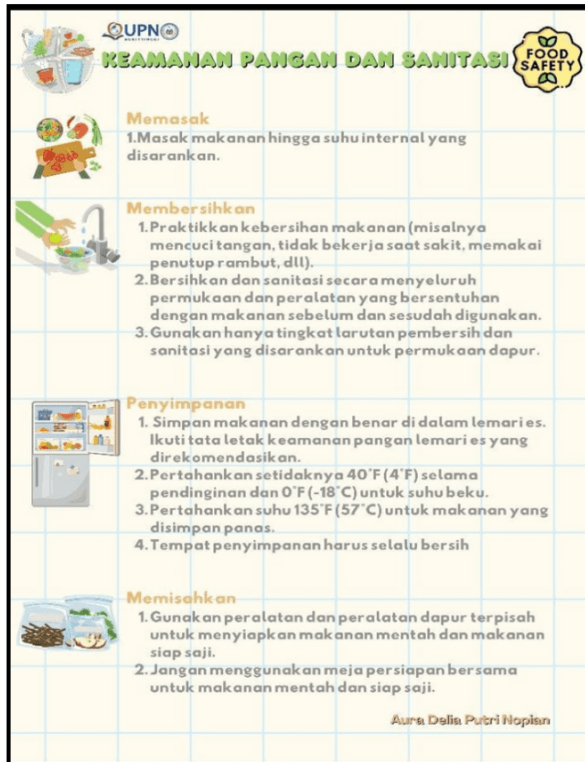 UPN
KEAMANAN PANGAN DAN SANITASI
FOOD
SAFETY
Memasak
1.Masak makanan hingga suhu internal yang
disarankan.
Membersihkan
1.Praktikkan kebersihan makanan (misalnya
mencuci tangan, tidak bekerja saat sakit, memakai
penutup rambut, dll).
2.Bersihkan dan sanitasi secara menyeluruh
permukaan dan peralatan yang bersentuhan
dengan makanan sebelum dan sesudah digunakan.
3.Gunakan hanya tingkat larutan pembersih dan
sanitasi yang disarankan untuk permukaan dapur.
Penyimpanan
1. Simpan makanan dengan benar di dalam lemari es.
Ikuti tata letak keamanan pangan lemari es yang
direkomendasikan.
2.Pertahankan setidaknya 40°F (4°F) selama
pendinginan dan 0°F (-18°C) untuk suhu beku.
3.Pertahankan suhu 135°F (57°C) untuk makanan yang
disimpan panas.
4.Tempat penyimpanan harus selalu bersih
Memisahkan
1.Gunakan peralatan dan peralatan dapur terpisah
untuk menyiapkan makanan mentah dan makanan
siap saji.
2.Jangan menggunakan meja persiapan bersama
untuk makanan mentah dan siap saji.
Aura Delia Putri Nopian